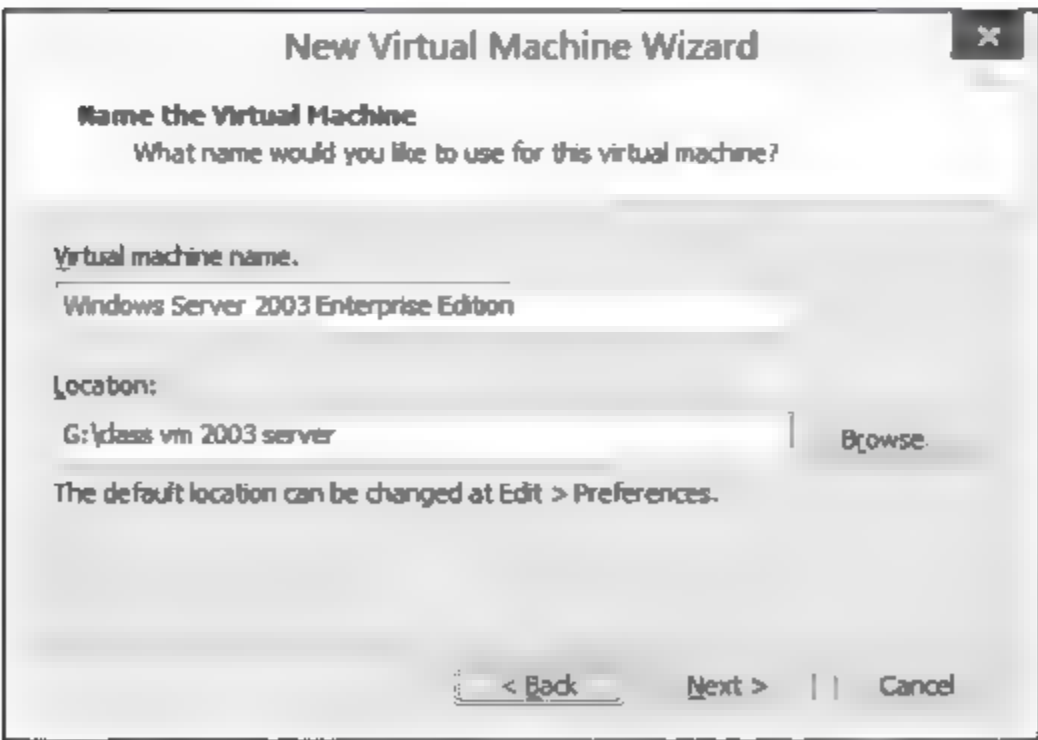 New Virtual Machine Wizard
Name the Virtual Machine
What name would you like to use for this virtual machine?
Virtual machine name.
Windows Server 2003 Enterprise Edition
Location:
G:\class vm 2003 server
Browse.
The default location can be changed at Edit > Preferences.
< Back Next > Cancel